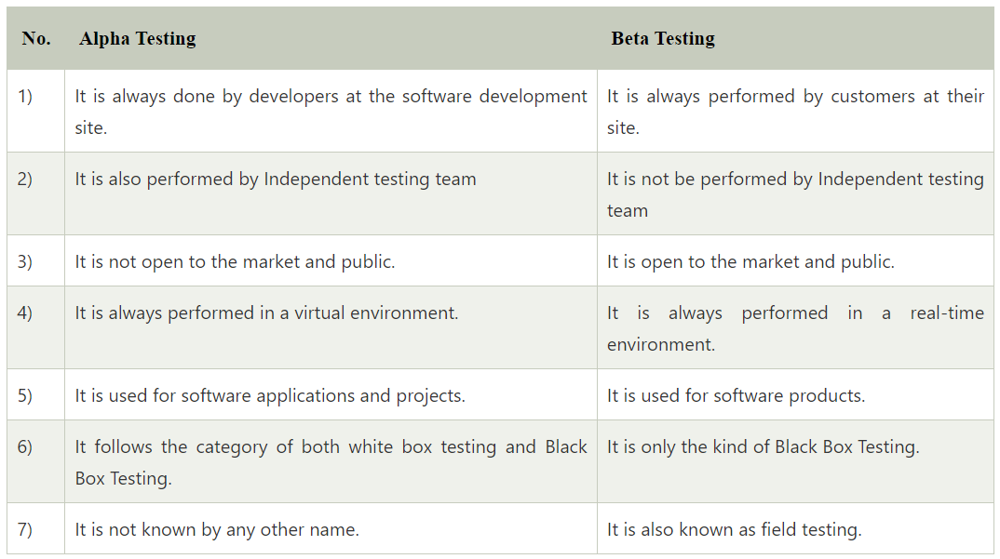 No. Alpha Testing Beta Testing
1) It is always done by developers at the software development It is always performed by customers at their
site. site.
2) It is also performed by Independent testing team It is not be performed by Independent testing
team
3) It is not open to the market and public. It is open to the market and public.
4) It is always performed in a virtual environment. It is always performed in a real-time
environment.
5) It is used for software applications and projects. It is used for software products.
6) It follows the category of both white box testing and Black It is only the kind of Black Box Testing.
Box Testing.
7) It is not known by any other name. It is also known as field testing.